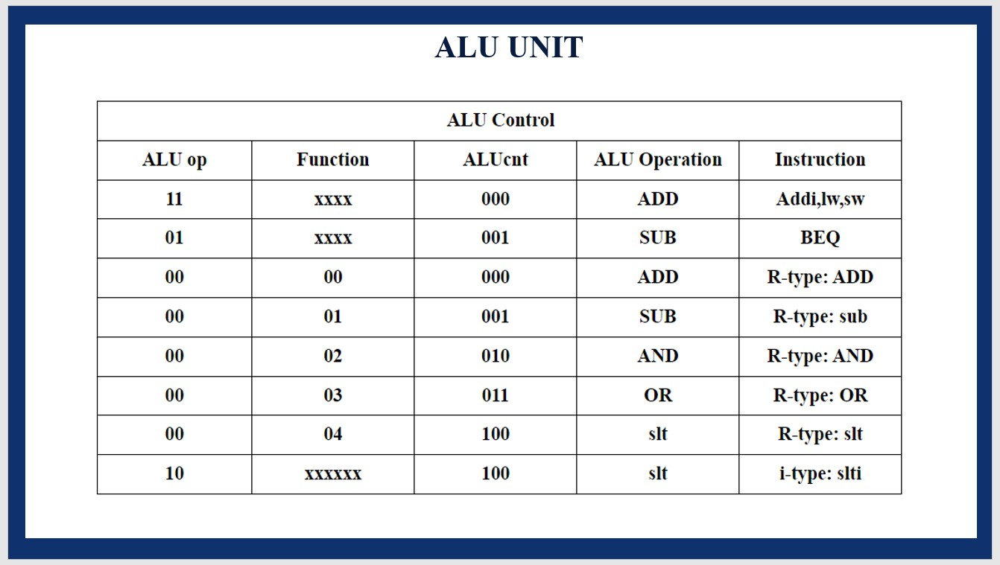 ALU UNIT
ALU Control
ALU op Function ALUcnt ALU Operation Instruction
11 xxxx 000 ADD Addi,lw,sw
01 xxxx 001 SUB BEQ
00 00 000 ADD R-type: ADD
00 01 001 SUB R-type: sub
00 02 010 AND R-type: AND
00 03 011 OR R-type: OR
00 04 100 slt R-type: slt
10 xxxxxx 100 slt i-type: slti